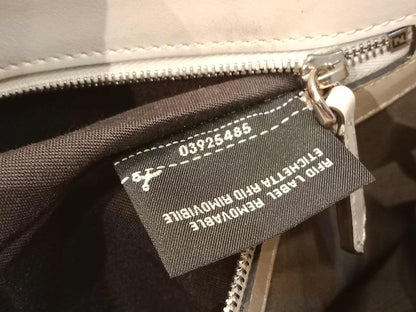 03925485
RFID LABEL REMOVABLE
ETICHETTA RFID RIMOVIBILE